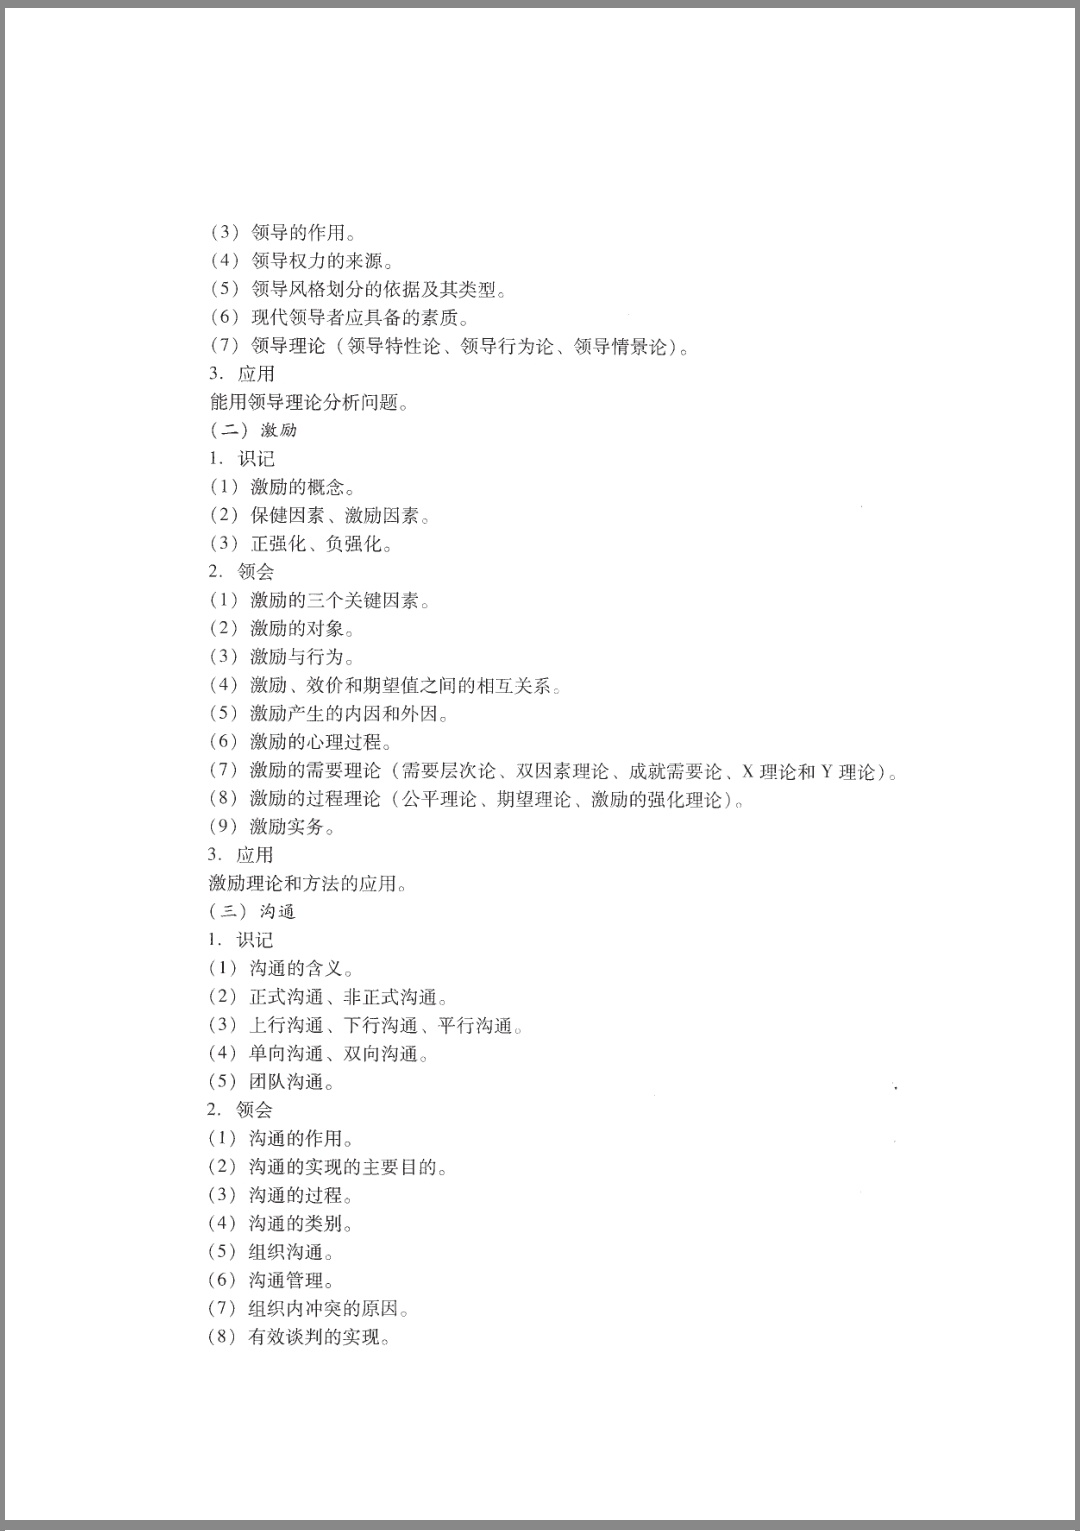 (3) 领导的作用。
(4) 领导权力的来源。
(5) 领导风格划分的依据及其类型。
(6) 现代领导者应具备的素质。
(7) 领导理论（领导特性论、领导行为论、领导情景论）。
3. 应用
能用领导理论分析问题。
（二）激励
1. 识记
(1) 激励的概念。
(2) 保健因素、激励因素。
(3) 正强化、负强化。
2. 领会
(1) 激励的三个关键因素。
(2) 激励的对象。
(3) 激励与行为。
(4) 激励、效价和期望值之间的相互关系。
(5) 激励产生的内因和外因。
(6) 激励的心理过程。
(7) 激励的需要理论（需要层次论、双因素理论、成就需要论、X 理论和 Y 理论）。
(8) 激励的过程理论（公平理论、期望理论、激励的强化理论）。
(9) 激励实务。
3. 应用
激励理论和方法的应用。
（三）沟通
1. 识记
(1) 沟通的含义。
(2) 正式沟通、非正式沟通。
(3) 上行沟通、下行沟通、平行沟通。
(4) 单向沟通、双向沟通。
(5) 团队沟通。
2. 领会
(1) 沟通的作用。
(2) 沟通的实现的主要目的。
(3) 沟通的过程。
(4) 沟通的类别。
(5) 组织沟通。
(6) 沟通管理。
(7) 组织内冲突的原因。
(8) 有效谈判的实现。